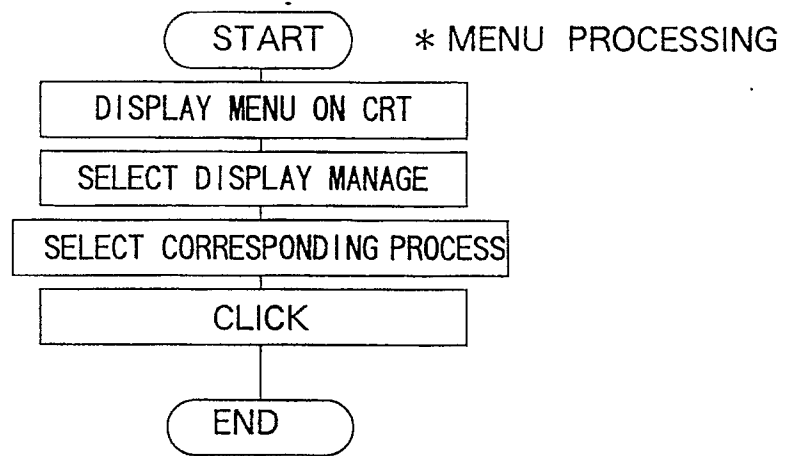 START * MENU PROCESSING
DISPLAY MENU ON CRT
SELECT DISPLAY MANAGE
SELECT CORRESPONDING PROCESS
CLICK
END